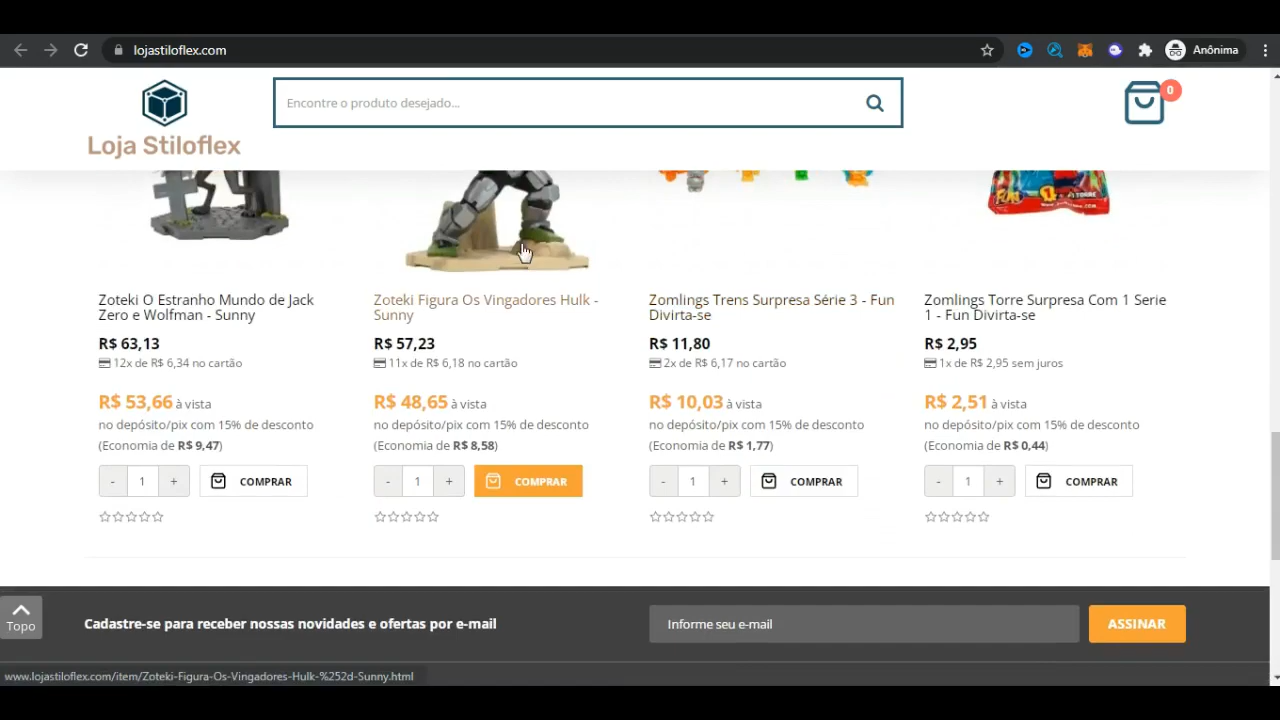 lojastiloflex.com
Anônima
Loja Stiloflex
Encontre o produto desejado...
0
FUN
TORRE
Zoteki O Estranho Mundo de Jack
Zero e Wolfman - Sunny
R$ 63,13
12x de R$ 6,34 no cartão
R$ 53,66 à vista
no depósito/pix com 15% de desconto
(Economia de R$ 9,47)
- 1 + COMPRAR
Zoteki Figura Os Vingadores Hulk -
Sunny
R$ 57,23
11x de R$ 6,18 no cartão
R$ 48,65 à vista
no depósito/pix com 15% de desconto
(Economia de R$ 8,58)
- 1 + COMPRAR
Zomlings Trens Surpresa Série 3 - Fun
Divirta-se
R$ 11,80
2x de R$ 6,17 no cartão
R$ 10,03 à vista
no depósito/pix com 15% de desconto
(Economia de R$ 1,77)
- 1 + COMPRAR
Zomlings Torre Surpresa Com 1 Serie
1 - Fun Divirta-se
R$ 2,95
1x de R$ 2,95 sem juros
R$ 2,51 à vista
no depósito/pix com 15% de desconto
(Economia de R$ 0,44)
- 1 + COMPRAR
Topo
Cadastre-se para receber nossas novidades e ofertas por e-mail
Informe seu e-mail
ASSINAR
www.lojastiloflex.com/item/Zoteki-Figura-Os-Vingadores-Hulk-%252d-Sunny.html